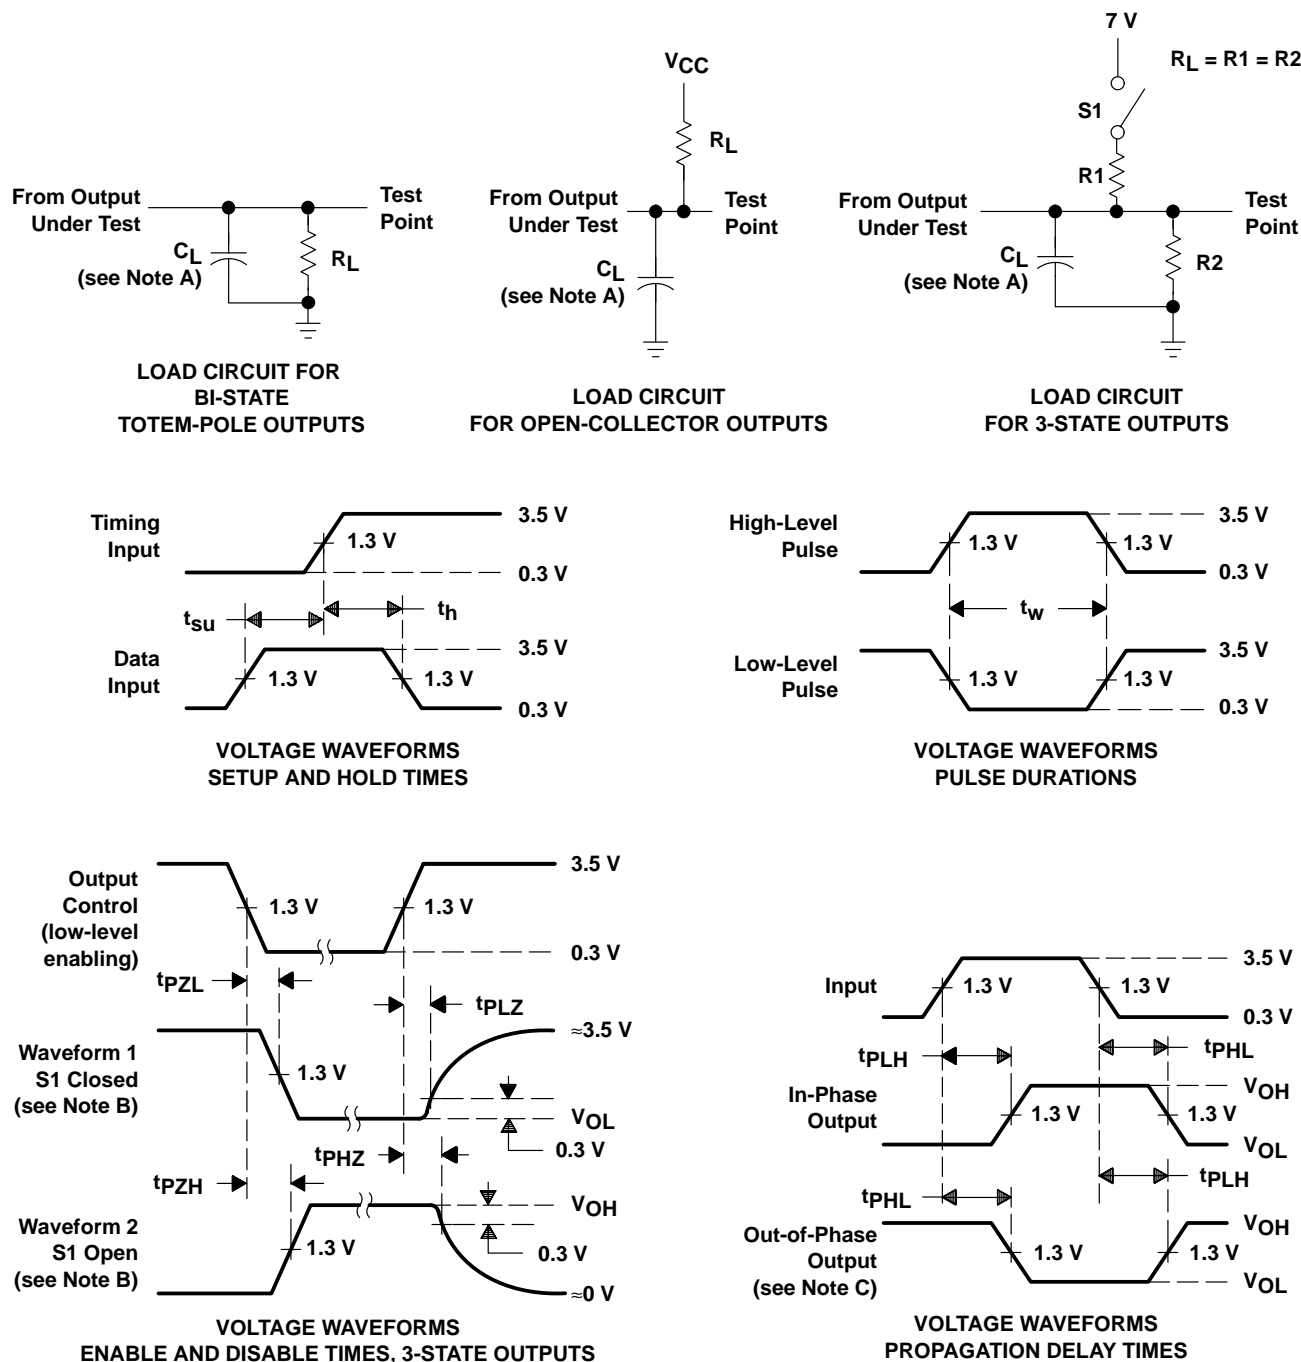 From Output
Under Test
CL
(see Note A)
RL
Test
Point
LOAD CIRCUIT FOR
BI-STATE
TOTEM-POLE OUTPUTS
VCC
RL
From Output
Under Test
Test
Point
CL
(see Note A)
LOAD CIRCUIT
FOR OPEN-COLLECTOR OUTPUTS
7 V
RL = R1 = R2
S1
R1
From Output
Under Test
Test
Point
CL
(see Note A)
R2
LOAD CIRCUIT
FOR 3-STATE OUTPUTS
Timing
Input
1.3 V
3.5 V
0.3 V
tsu
th
Data
Input
1.3 V
1.3 V
3.5 V
0.3 V
VOLTAGE WAVEFORMS
SETUP AND HOLD TIMES
High-Level
Pulse
1.3 V
1.3 V
3.5 V
0.3 V
tw
Low-Level
Pulse
1.3 V
1.3 V
3.5 V
0.3 V
VOLTAGE WAVEFORMS
PULSE DURATIONS
Output
Control
(low-level
enabling)
1.3 V
1.3 V
3.5 V
0.3 V
tPZL
tPLZ
Waveform 1
S1 Closed
(see Note B)
1.3 V
≈3.5 V
VOL
0.3 V
tPHZ
tPZH
Waveform 2
S1 Open
(see Note B)
1.3 V
VOH
0.3 V
≈0 V
VOLTAGE WAVEFORMS
ENABLE AND DISABLE TIMES, 3-STATE OUTPUTS
Input
1.3 V
1.3 V
3.5 V
0.3 V
tPLH
tPHL
In-Phase
Output
1.3 V
1.3 V
VOH
VOL
tPHL
tPLH
Out-of-Phase
Output
(see Note C)
1.3 V
1.3 V
VOH
VOL
VOLTAGE WAVEFORMS
PROPAGATION DELAY TIMES